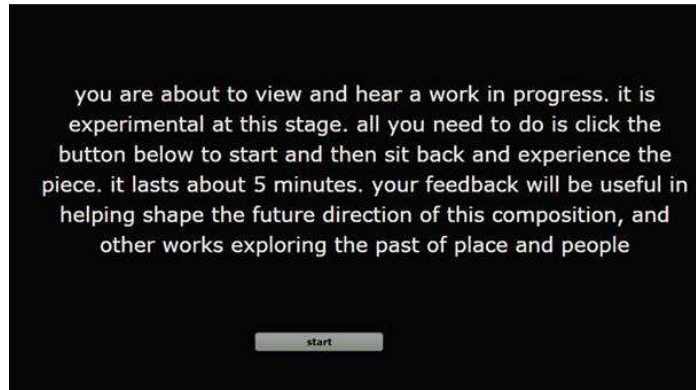 you are about to view and hear a work in progress. it is
experimental at this stage. all you need to do is click the
button below to start and then sit back and experience the
piece. it lasts about 5 minutes. your feedback will be useful in
helping shape the future direction of this composition, and
other works exploring the past of place and people
start